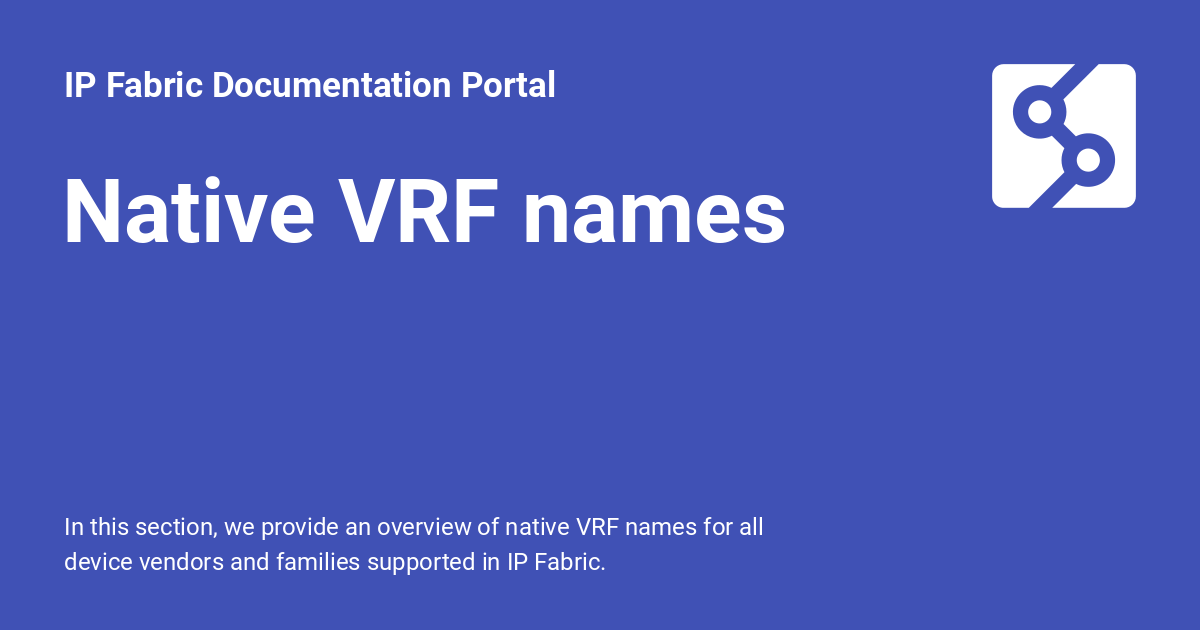 IP Fabric Documentation Portal
Native VRF names
In this section, we provide an overview of native VRF names for all
device vendors and families supported in IP Fabric.